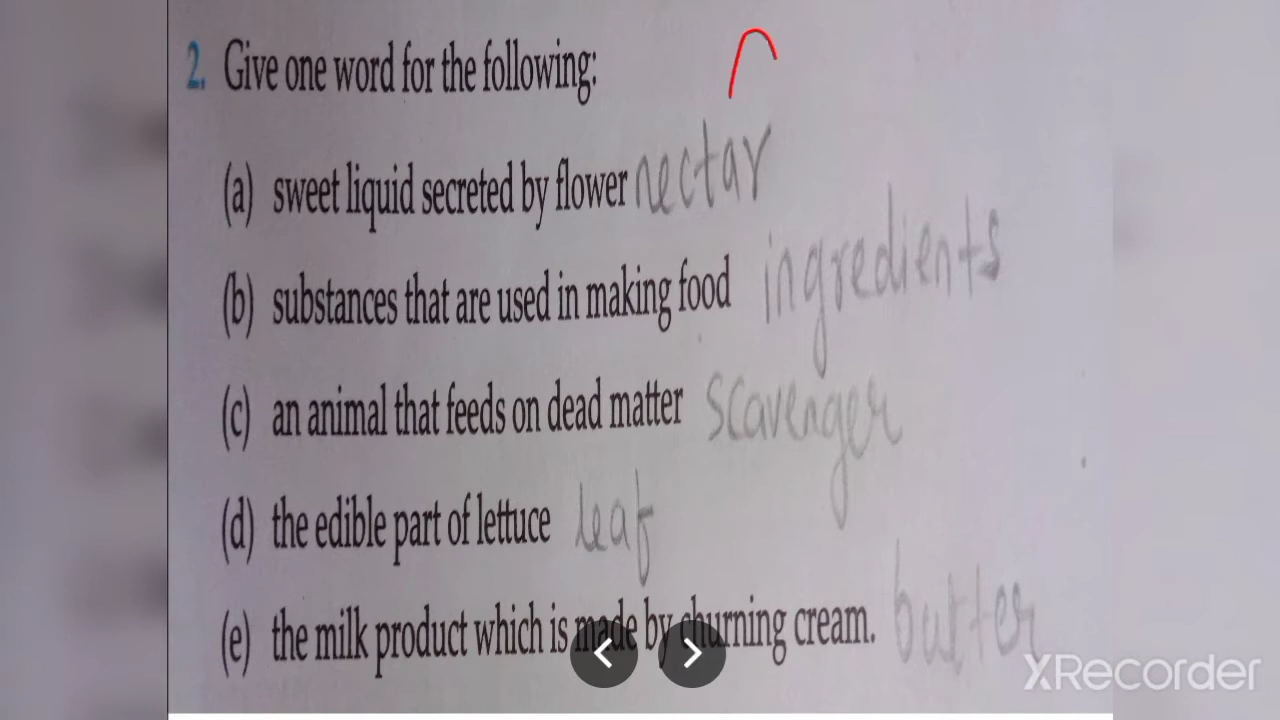 2. Give one word for the following:
(a) sweet liquid secreted by flower nectar
(b) substances that are used in making food ingredients
(c) an animal that feeds on dead matter scavenger
(d) the edible part of lettuce leaf
(e) the milk product which is made by churning cream. butter
XRecorder